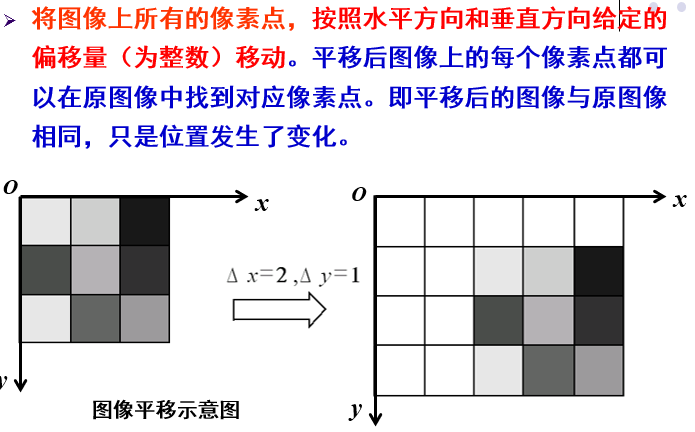 将图像上所有的像素点，按照水平方向和垂直方向给定的
偏移量（为整数）移动。平移后图像上的每个像素点都可
以在原图像中找到对应像素点。即平移后的图像与原图像
相同，只是位置发生了变化。
O
x
y
Δ x=2 ,Δ y=1
O
x
y
图像平移示意图